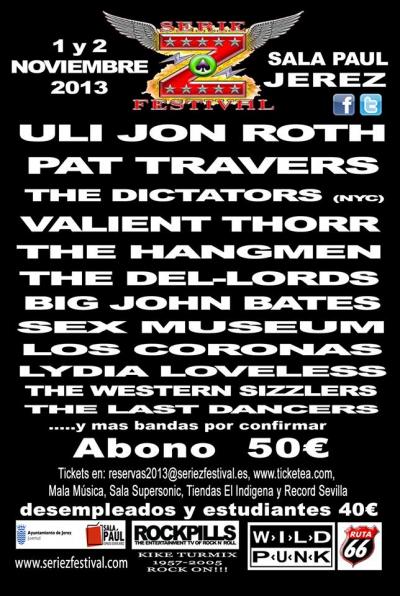 SERIE
Z
FESTIVAL
1 y 2
NOVIEMBRE
2013
SALA PAUL
JEREZ
ULI JON ROTH
PAT TRAVERS
THE DICTATORS (NYC)
VALIENT THORR
THE HANGMEN
THE DEL-LORDS
BIG JOHN BATES
SEX MUSEUM
LOS CORONAS
LYDIA LOVELESS
THE WESTERN SIZZLERS
THE LAST DANCERS
.....y mas bandas por confirmar
Abono 50€
Tickets en: reservas2013@seriezfestival.es, www.ticketea.com,
Mala Música, Sala Supersonic, Tiendas El Indigena y Record Sevilla
desempleados y estudiantes 40€
Ayuntamiento de Jerez
SALA
PAUL
ROCKPILLS
THE ENTERTAINMENT TV OF ROCK N' ROLL
KIKE TURMIX
1957-2005
ROCK ON!!!
WILD
PUNK
RUTA
66
www.seriezfestival.com